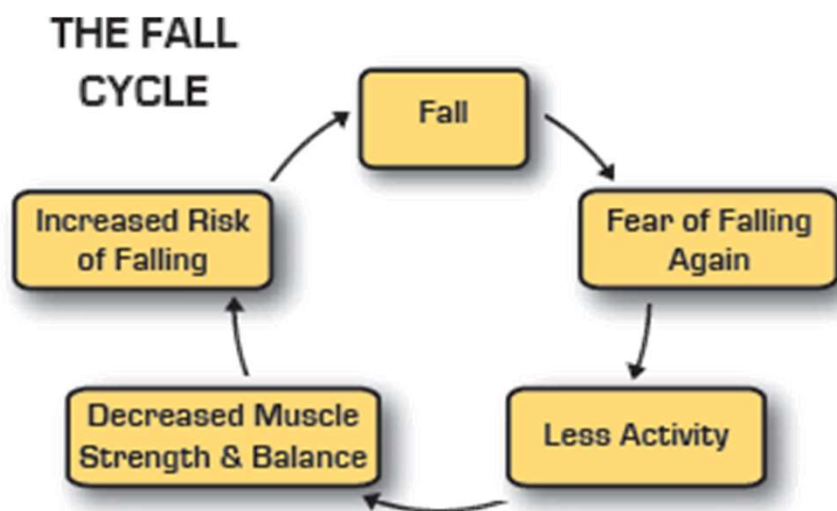 THE FALL
CYCLE
Fall
Fear of Falling
Again
Less Activity
Decreased Muscle
Strength & Balance
Increased Risk
of Falling